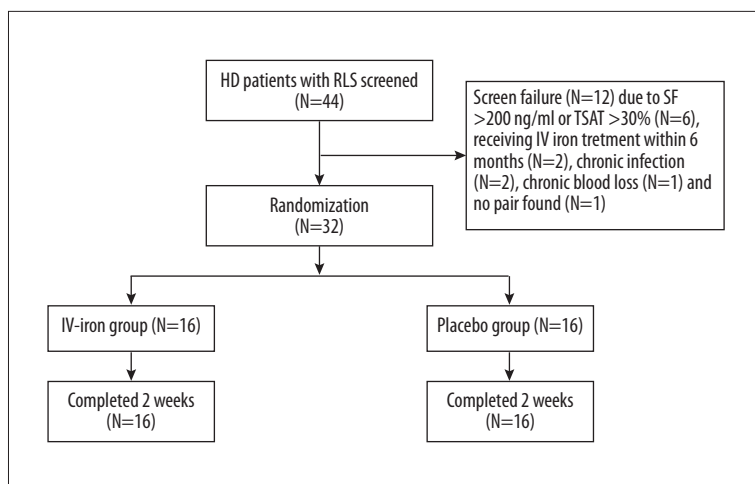 HD patients with RLS screened
(N=44)
Screen failure (N=12) due to SF
>200 ng/ml or TSAT >30% (N=6),
receiving IV iron tretment within 6
months (N=2), chronic infection
(N=2), chronic blood loss (N=1) and
no pair found (N=1)
Randomization
(N=32)
IV-iron group (N=16)
Placebo group (N=16)
Completed 2 weeks
(N=16)
Completed 2 weeks
(N=16)